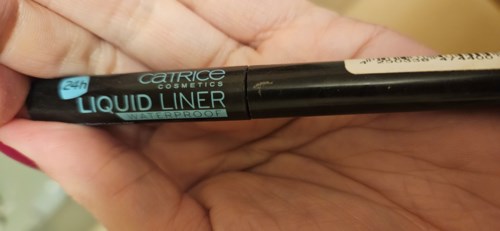 24h
CATRICE
COSMETICS
LIQUID LINER
WATERPROOF